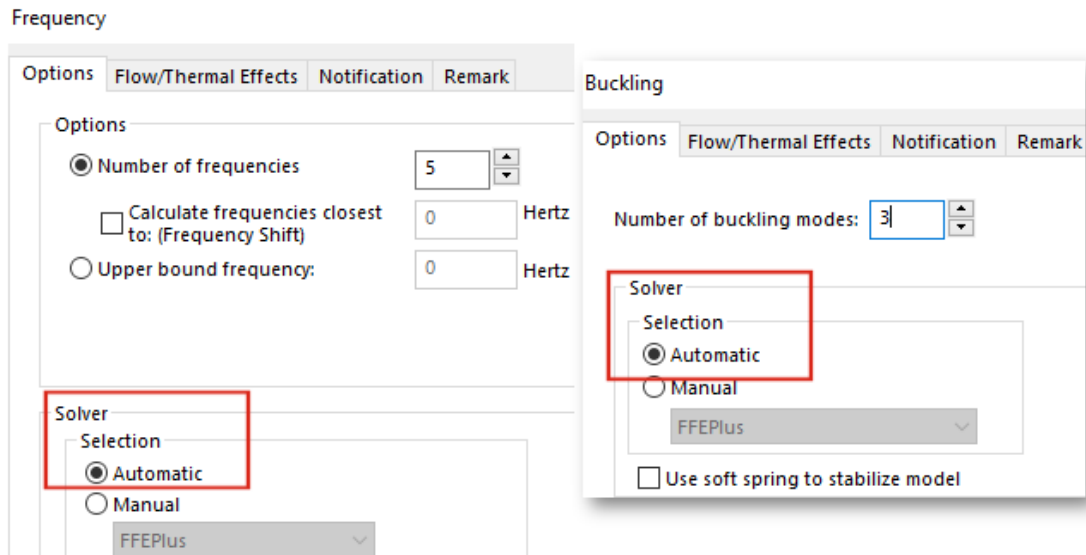 Frequency
Options Flow/Thermal Effects Notification Remark
Options
Number of frequencies 5
Calculate frequencies closest 0 Hertz
to: (Frequency Shift)
Upper bound frequency: 0 Hertz
Solver
Selection
Automatic
Manual
FFEPlus
Buckling
Options Flow/Thermal Effects Notification Remark
Number of buckling modes: 3
Solver
Selection
Automatic
Manual
FFEPlus
Use soft spring to stabilize model